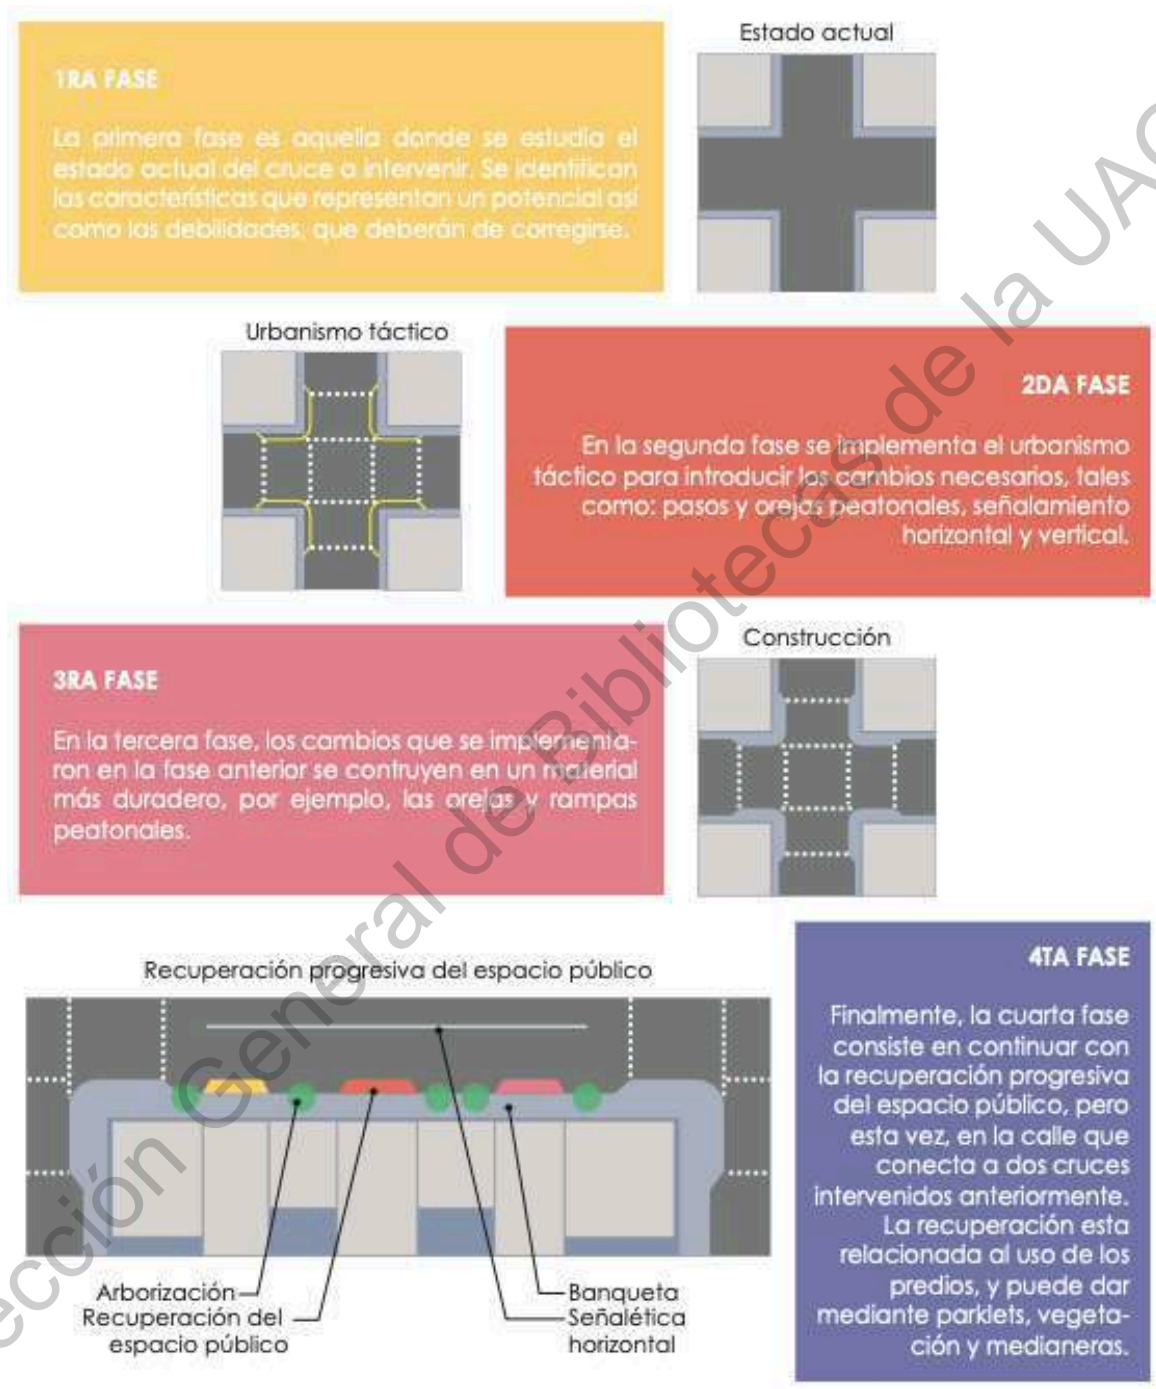 Estado actual
1RA FASE
La primera fase es aquella donde se estudia el
estado actual del cruce a intervenir. Se identifican
las características que representan un potencial así
como las debilidades, que deberán de corregirse.
Urbanismo táctico
2DA FASE
En la segunda fase se implementa el urbanismo
táctico para introducir los cambios necesarios, tales
como: pasos y orejas peatonales, señalamiento
horizontal y vertical.
Construcción
3RA FASE
En la tercera fase, los cambios que se implementa-
ron en la fase anterior se contruyen en un material
más duradero, por ejemplo, las orejas y rampas
peatonales.
4TA FASE
Finalmente, la cuarta fase
consiste en continuar con
la recuperación progresiva
del espacio público, pero
esta vez, en la calle que
conecta a dos cruces
intervenidos anteriormente.
La recuperación esta
relacionada al uso de los
predios, y puede dar
mediante parklets, vegeta-
ción y medianeras.
Recuperación progresiva del espacio público
Arborización
Recuperación del
espacio público
Banqueta
Señalética
horizontal
ección General de Bibliotecas de la UA